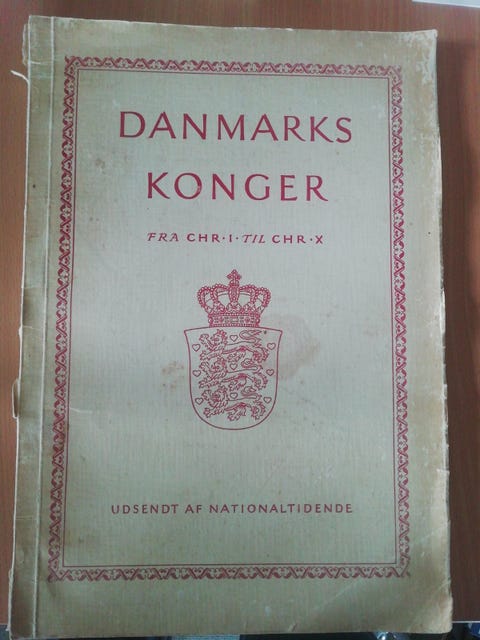 DANMARKS
KONGER
FRA CHR·I·TIL CHR·X
UDSENDT AF NATIONALTIDENDE